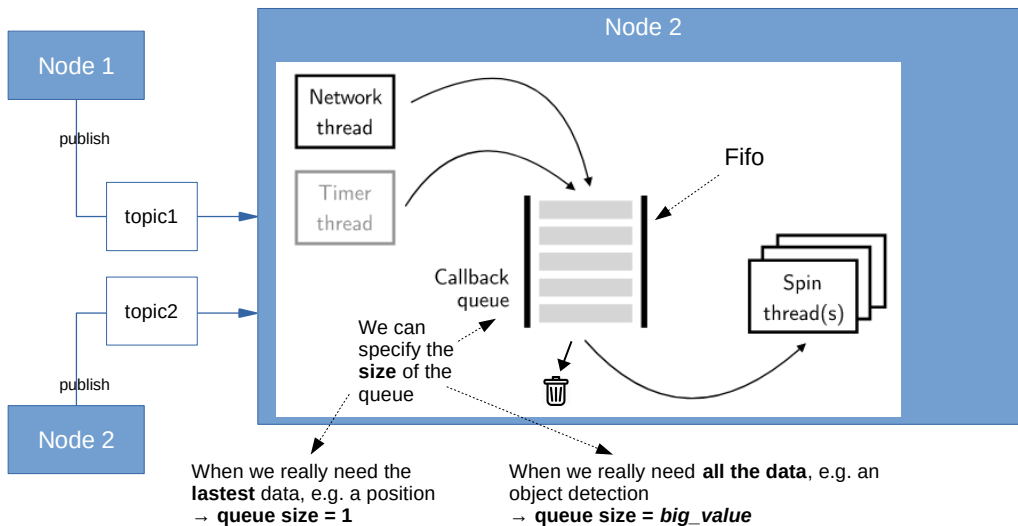 Node 2
Node 1
publish
topic1
topic2
publish
Node 2
Network
thread
Timer
thread
Fifo
Callback
queue
Spin
thread(s)
We can
specify the
size of the
queue
When we really need the
lastest data, e.g. a position
→ queue size = 1
When we really need all the data, e.g. an
object detection
→ queue size = big_value